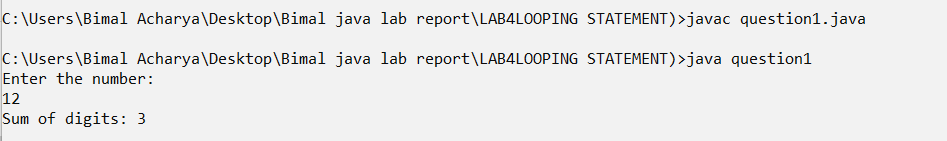 C:\Users\Bimal Acharya\Desktop\Bimal java lab report\LAB4LOOPING STATEMENT)>javac question1.java
C:\Users\Bimal Acharya\Desktop\Bimal java lab report\LAB4LOOPING STATEMENT)>java question1
Enter the number:
12
Sum of digits: 3